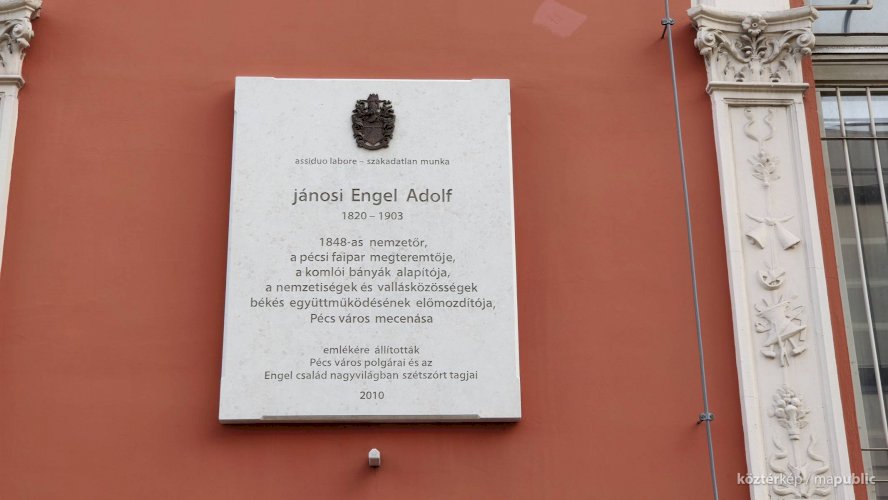 assiduo labore – szakadatlan munka
jánosi Engel Adolf
1820 – 1903
1848-as nemzetőr,
a pécsi faipar megteremtője,
a komlói bányák alapítója,
a nemzetiségek és vallásközösségek
békés együttműködésének előmozdítója,
Pécs város mecenása
emlékére állították
Pécs város polgárai és az
Engel család nagyvilágban szétszórt tagjai
2010
köztérkép / mapublic